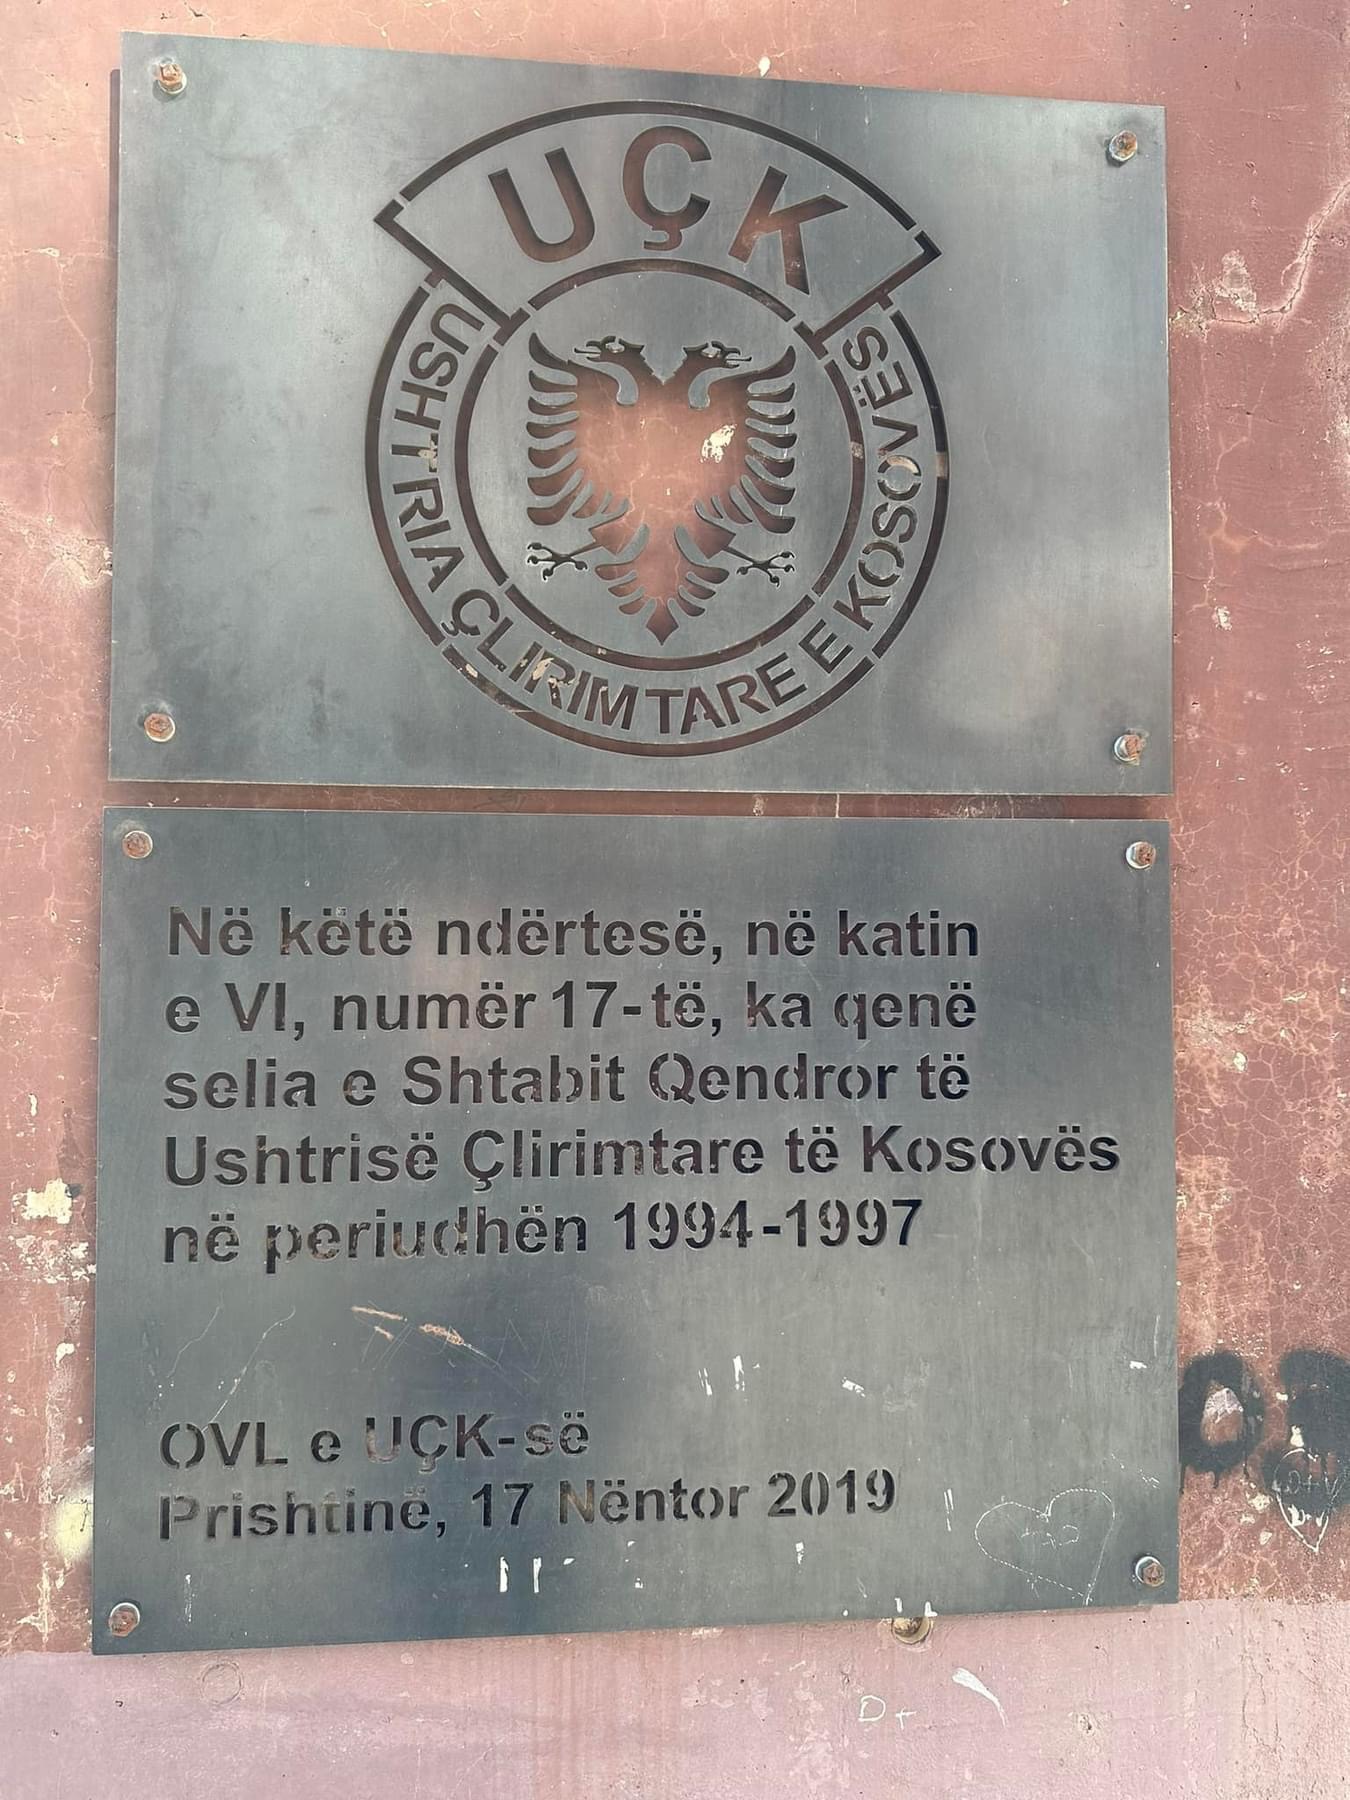 UÇK
USHTRIA ÇLIRIMTARE E KOSOVËS
Në këtë ndërtesë, në katin
e VI, numër 17-të, ka qenë
selia e Shtabit Qendror të
Ushtrisë Çlirimtare të Kosovës
në periudhën 1994-1997
OVL e UÇK-së
Prishtinë, 17 Nëntor 2019
D+